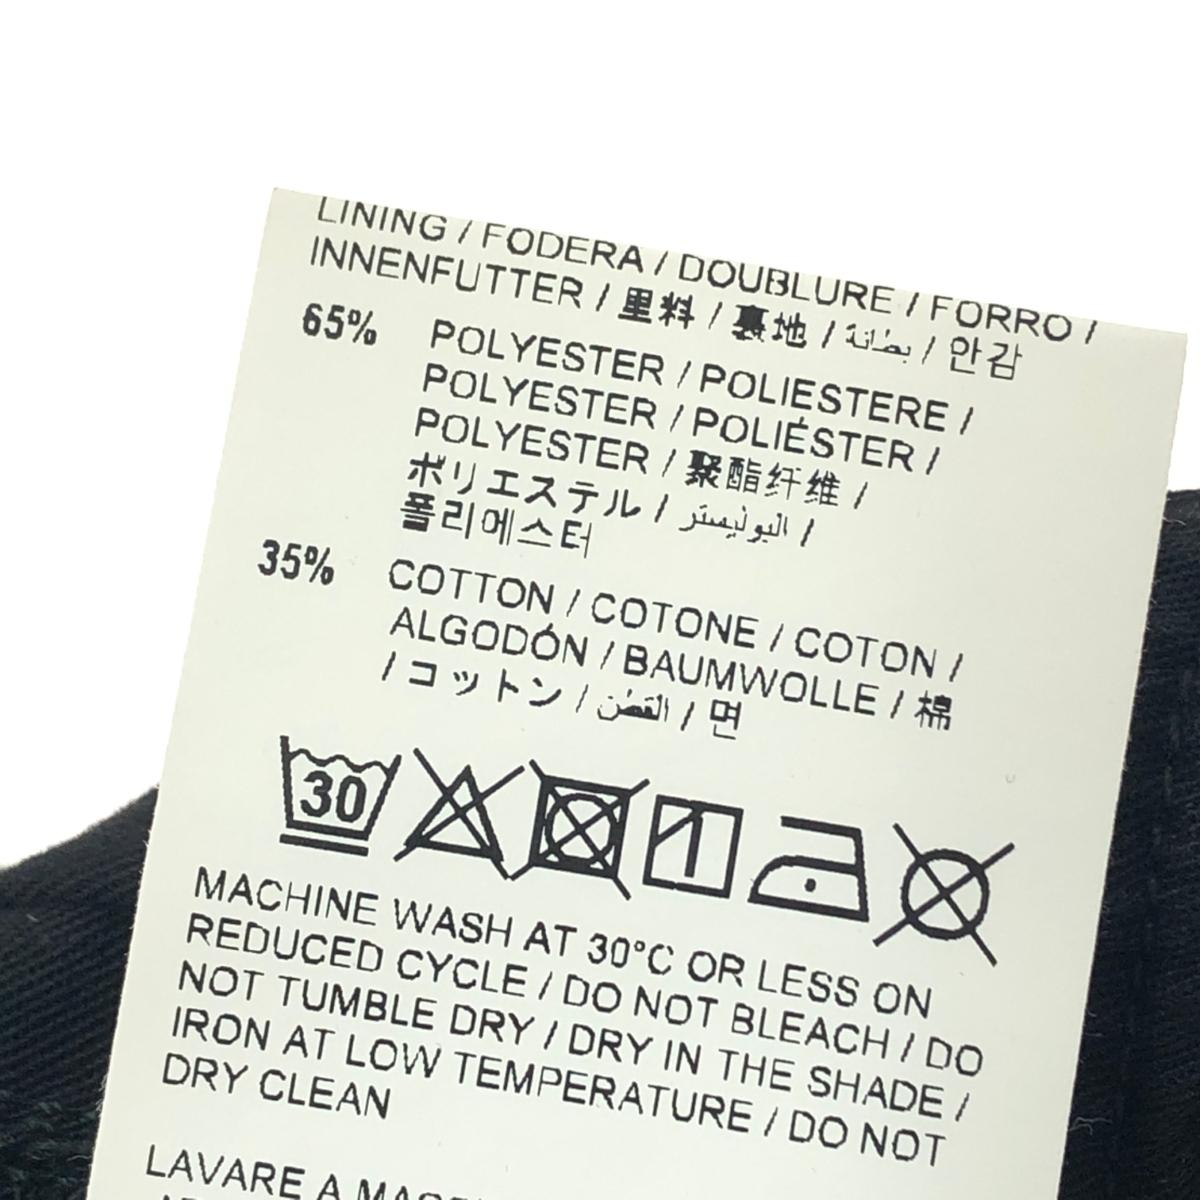 LINING / FODERA / DOUBLURE / FORRO /
INNENFUTTER / 里料 / 裏地 / بطانة / 안감
65% POLYESTER / POLIESTERE /
POLYESTER / POLIÉSTER /
POLYESTER / 聚酯纤维 /
ポリエステル / البوليستر /
폴리에스터
35% COTTON / COTONE / COTON /
ALGODÓN / BAUMWOLLE / 棉
/ コットン / القطن / 면
30
MACHINE WASH AT 30°C OR LESS ON
REDUCED CYCLE / DO NOT BLEACH / DO
NOT TUMBLE DRY / DRY IN THE SHADE /
IRON AT LOW TEMPERATURE / DO NOT
DRY CLEAN
LAVARE A